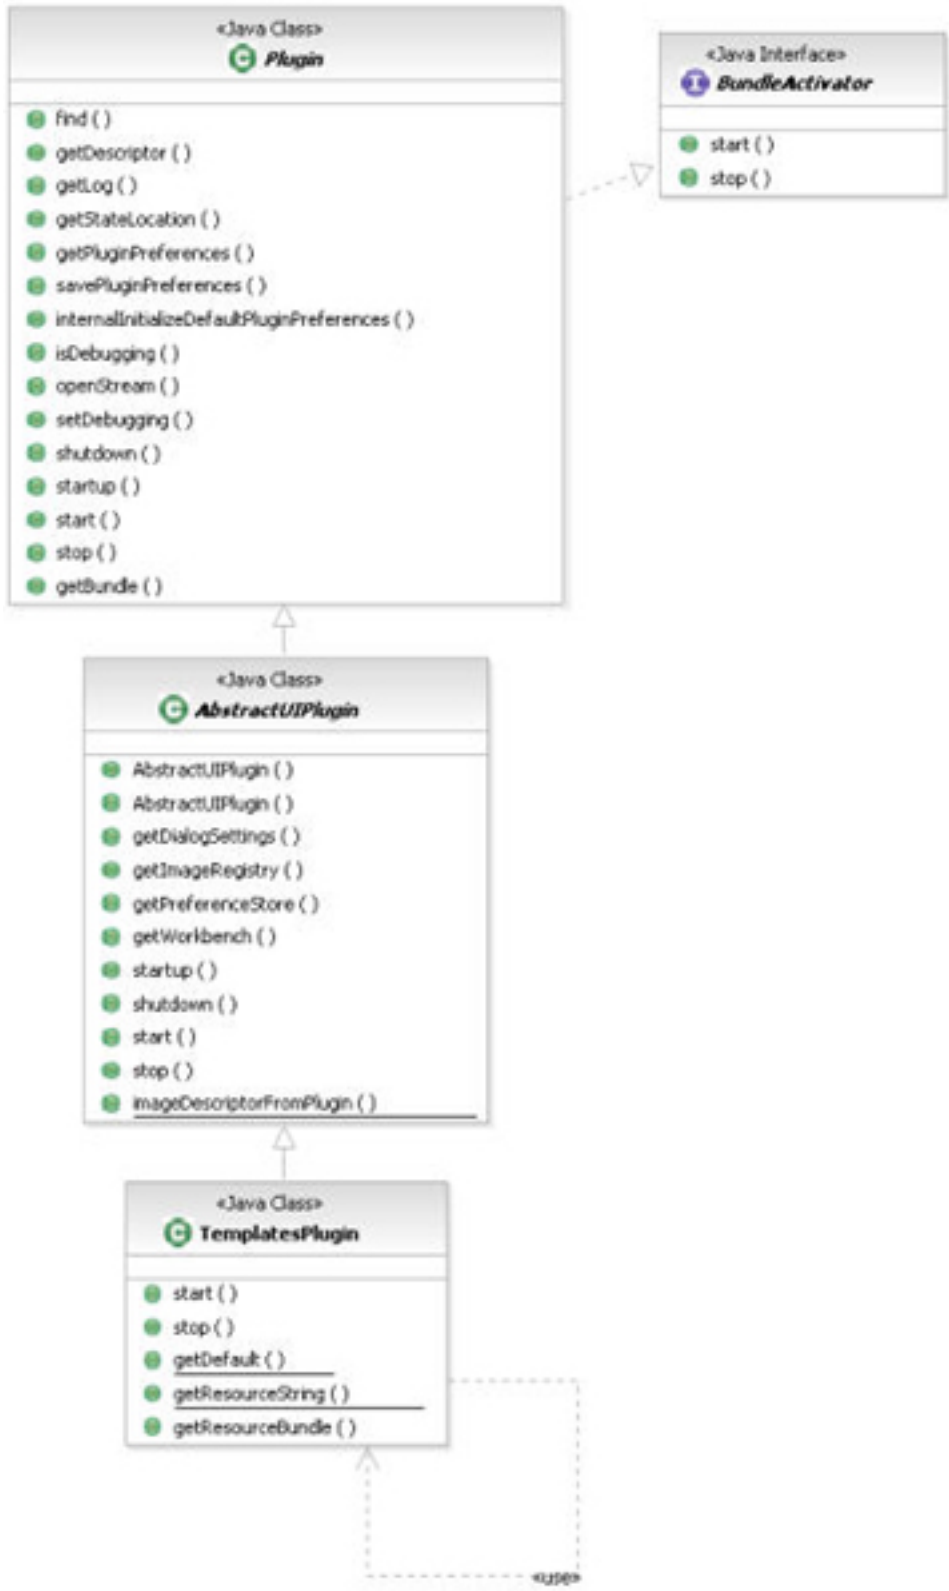 «Java Class»
Plugin
find ( )
getDescriptor ( )
getLog ( )
getStateLocation ( )
getPluginPreferences ( )
savePluginPreferences ( )
internalInitializeDefaultPluginPreferences ( )
isDebugging ( )
openStream ( )
setDebugging ( )
shutdown ( )
startup ( )
start ( )
stop ( )
getBundle ( )
«Java Interface»
BundleActivator
start ( )
stop ( )
«Java Class»
AbstractUIPlugin
AbstractUIPlugin ( )
AbstractUIPlugin ( )
getDialogSettings ( )
getImageRegistry ( )
getPreferenceStore ( )
getWorkbench ( )
startup ( )
shutdown ( )
start ( )
stop ( )
imageDescriptorFromPlugin ( )
«Java Class»
TemplatesPlugin
start ( )
stop ( )
getDefault ( )
getResourceString ( )
getResourceBundle ( )
«use»